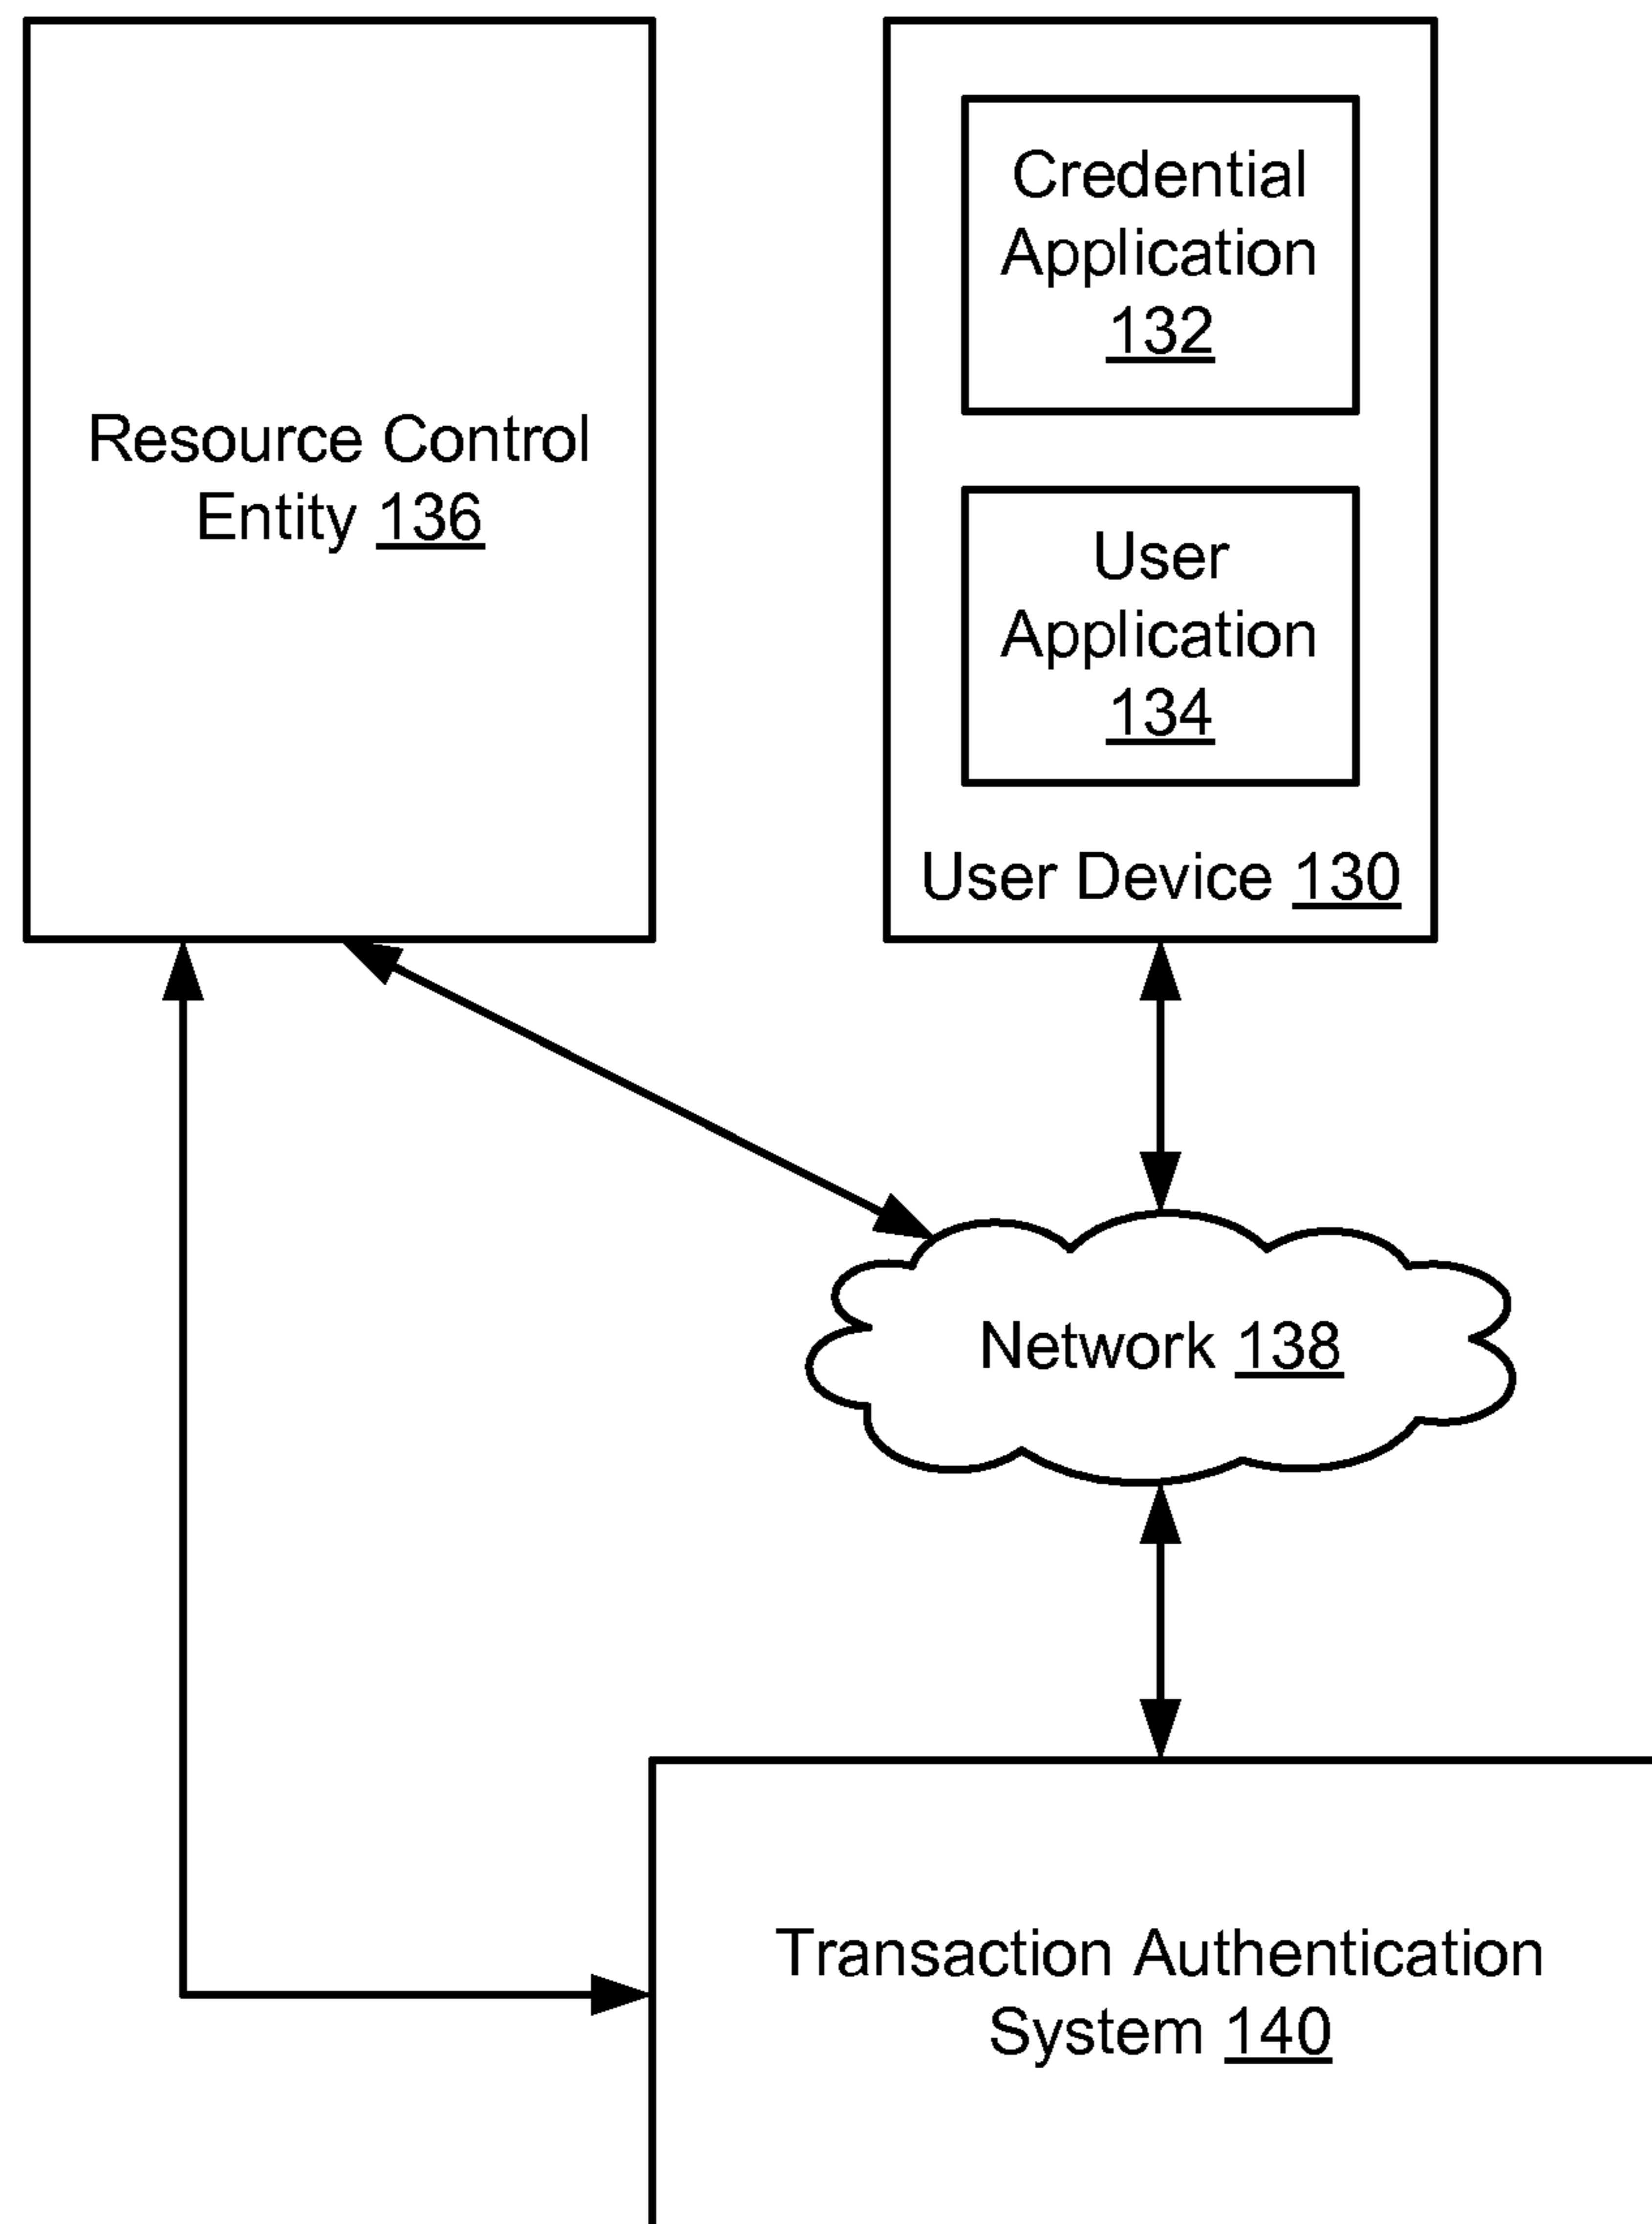 Resource Control
Entity 136
Credential
Application
132
User
Application
134
User Device 130
Network 138
Transaction Authentication
System 140